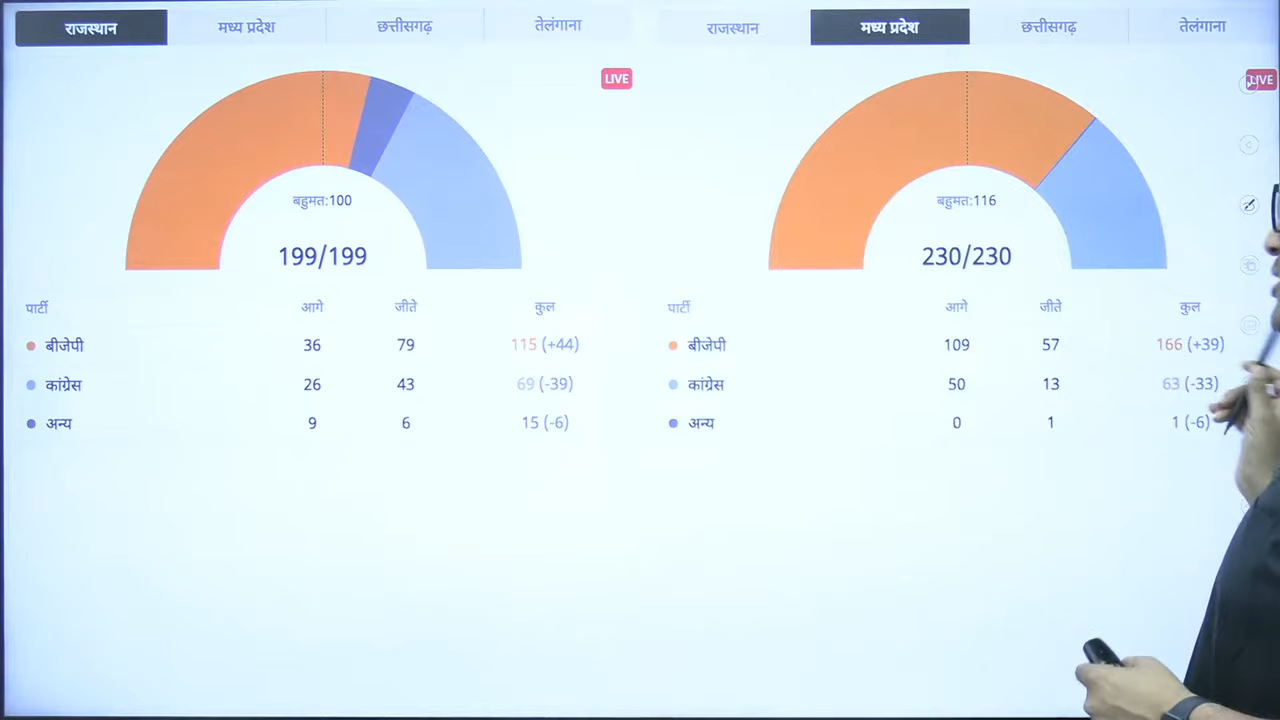 राजस्थान मध्य प्रदेश छत्तीसगढ़ तेलंगाना
LIVE
बहुमत:100
199/199
पार्टी आगे जीते कुल
बीजेपी 36 79 115 (+44)
कांग्रेस 26 43 69 (-39)
अन्य 9 6 15 (-6)
राजस्थान मध्य प्रदेश छत्तीसगढ़ तेलंगाना
LIVE
बहुमत:116
230/230
पार्टी आगे जीते कुल
बीजेपी 109 57 166 (+39)
कांग्रेस 50 13 63 (-33)
अन्य 0 1 1 (-6)